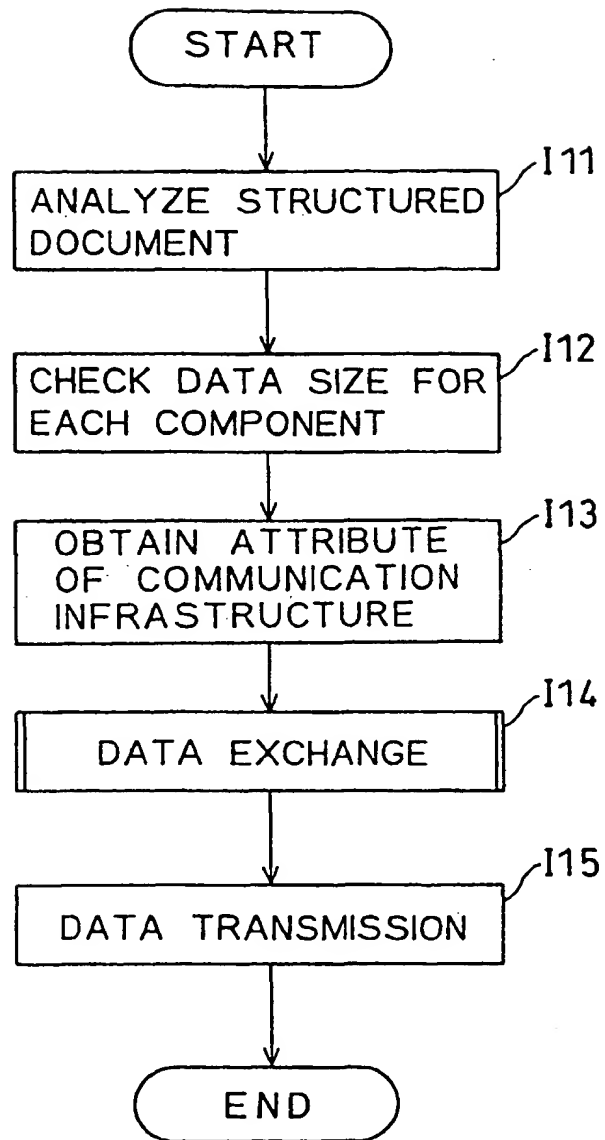 START
I11
ANALYZE STRUCTURED
DOCUMENT
I12
CHECK DATA SIZE FOR
EACH COMPONENT
I13
OBTAIN ATTRIBUTE
OF COMMUNICATION
INFRASTRUCTURE
I14
DATA EXCHANGE
I15
DATA TRANSMISSION
END